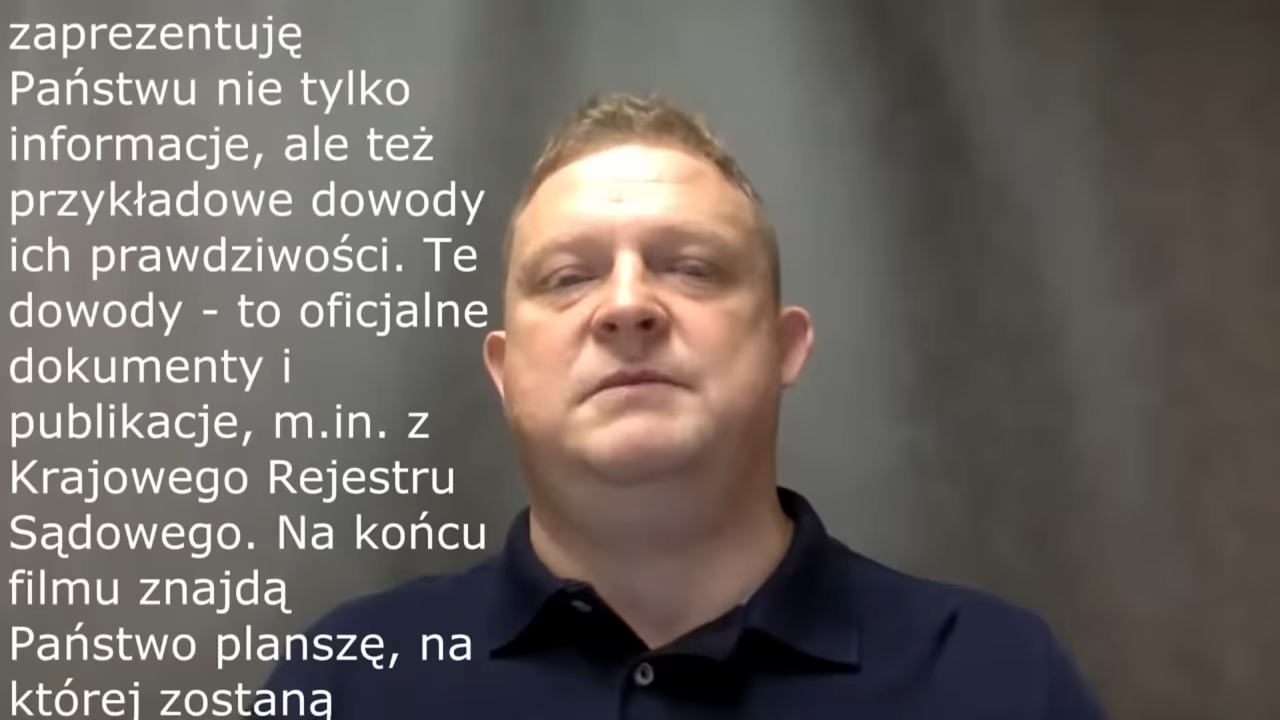 zaprezentuję
Państwu nie tylko
informacje, ale też
przykładowe dowody
ich prawdziwości. Te
dowody - to oficjalne
dokumenty i
publikacje, m.in. z
Krajowego Rejestru
Sądowego. Na końcu
filmu znajdą
Państwo planszę, na
której zostaną